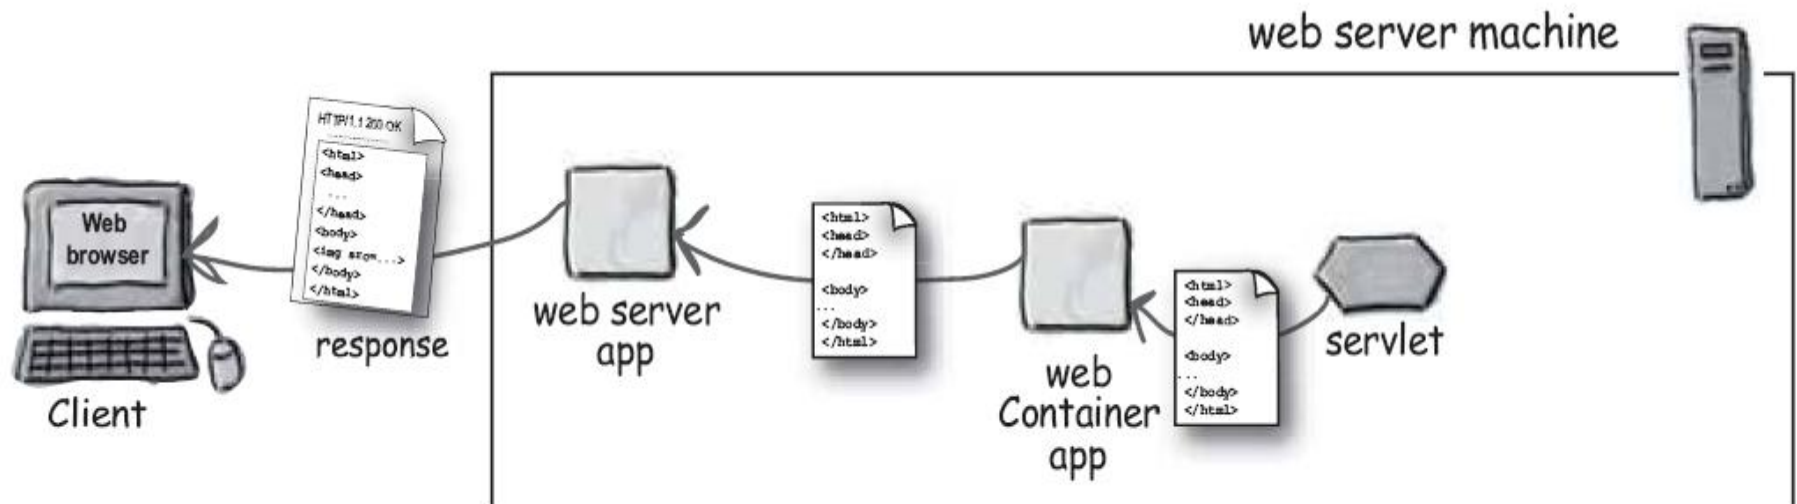 web server machine
HTTP/1.1 200 OK
<html>
<head>
...
</head>
<body>
<img src=...>
</body>
</html>
Web
browser
Client
response
web server
app
<html>
<head>
</head>
<body>
...
</body>
</html>
web
Container
app
<html>
<head>
</head>
<body>
...
</body>
</html>
servlet